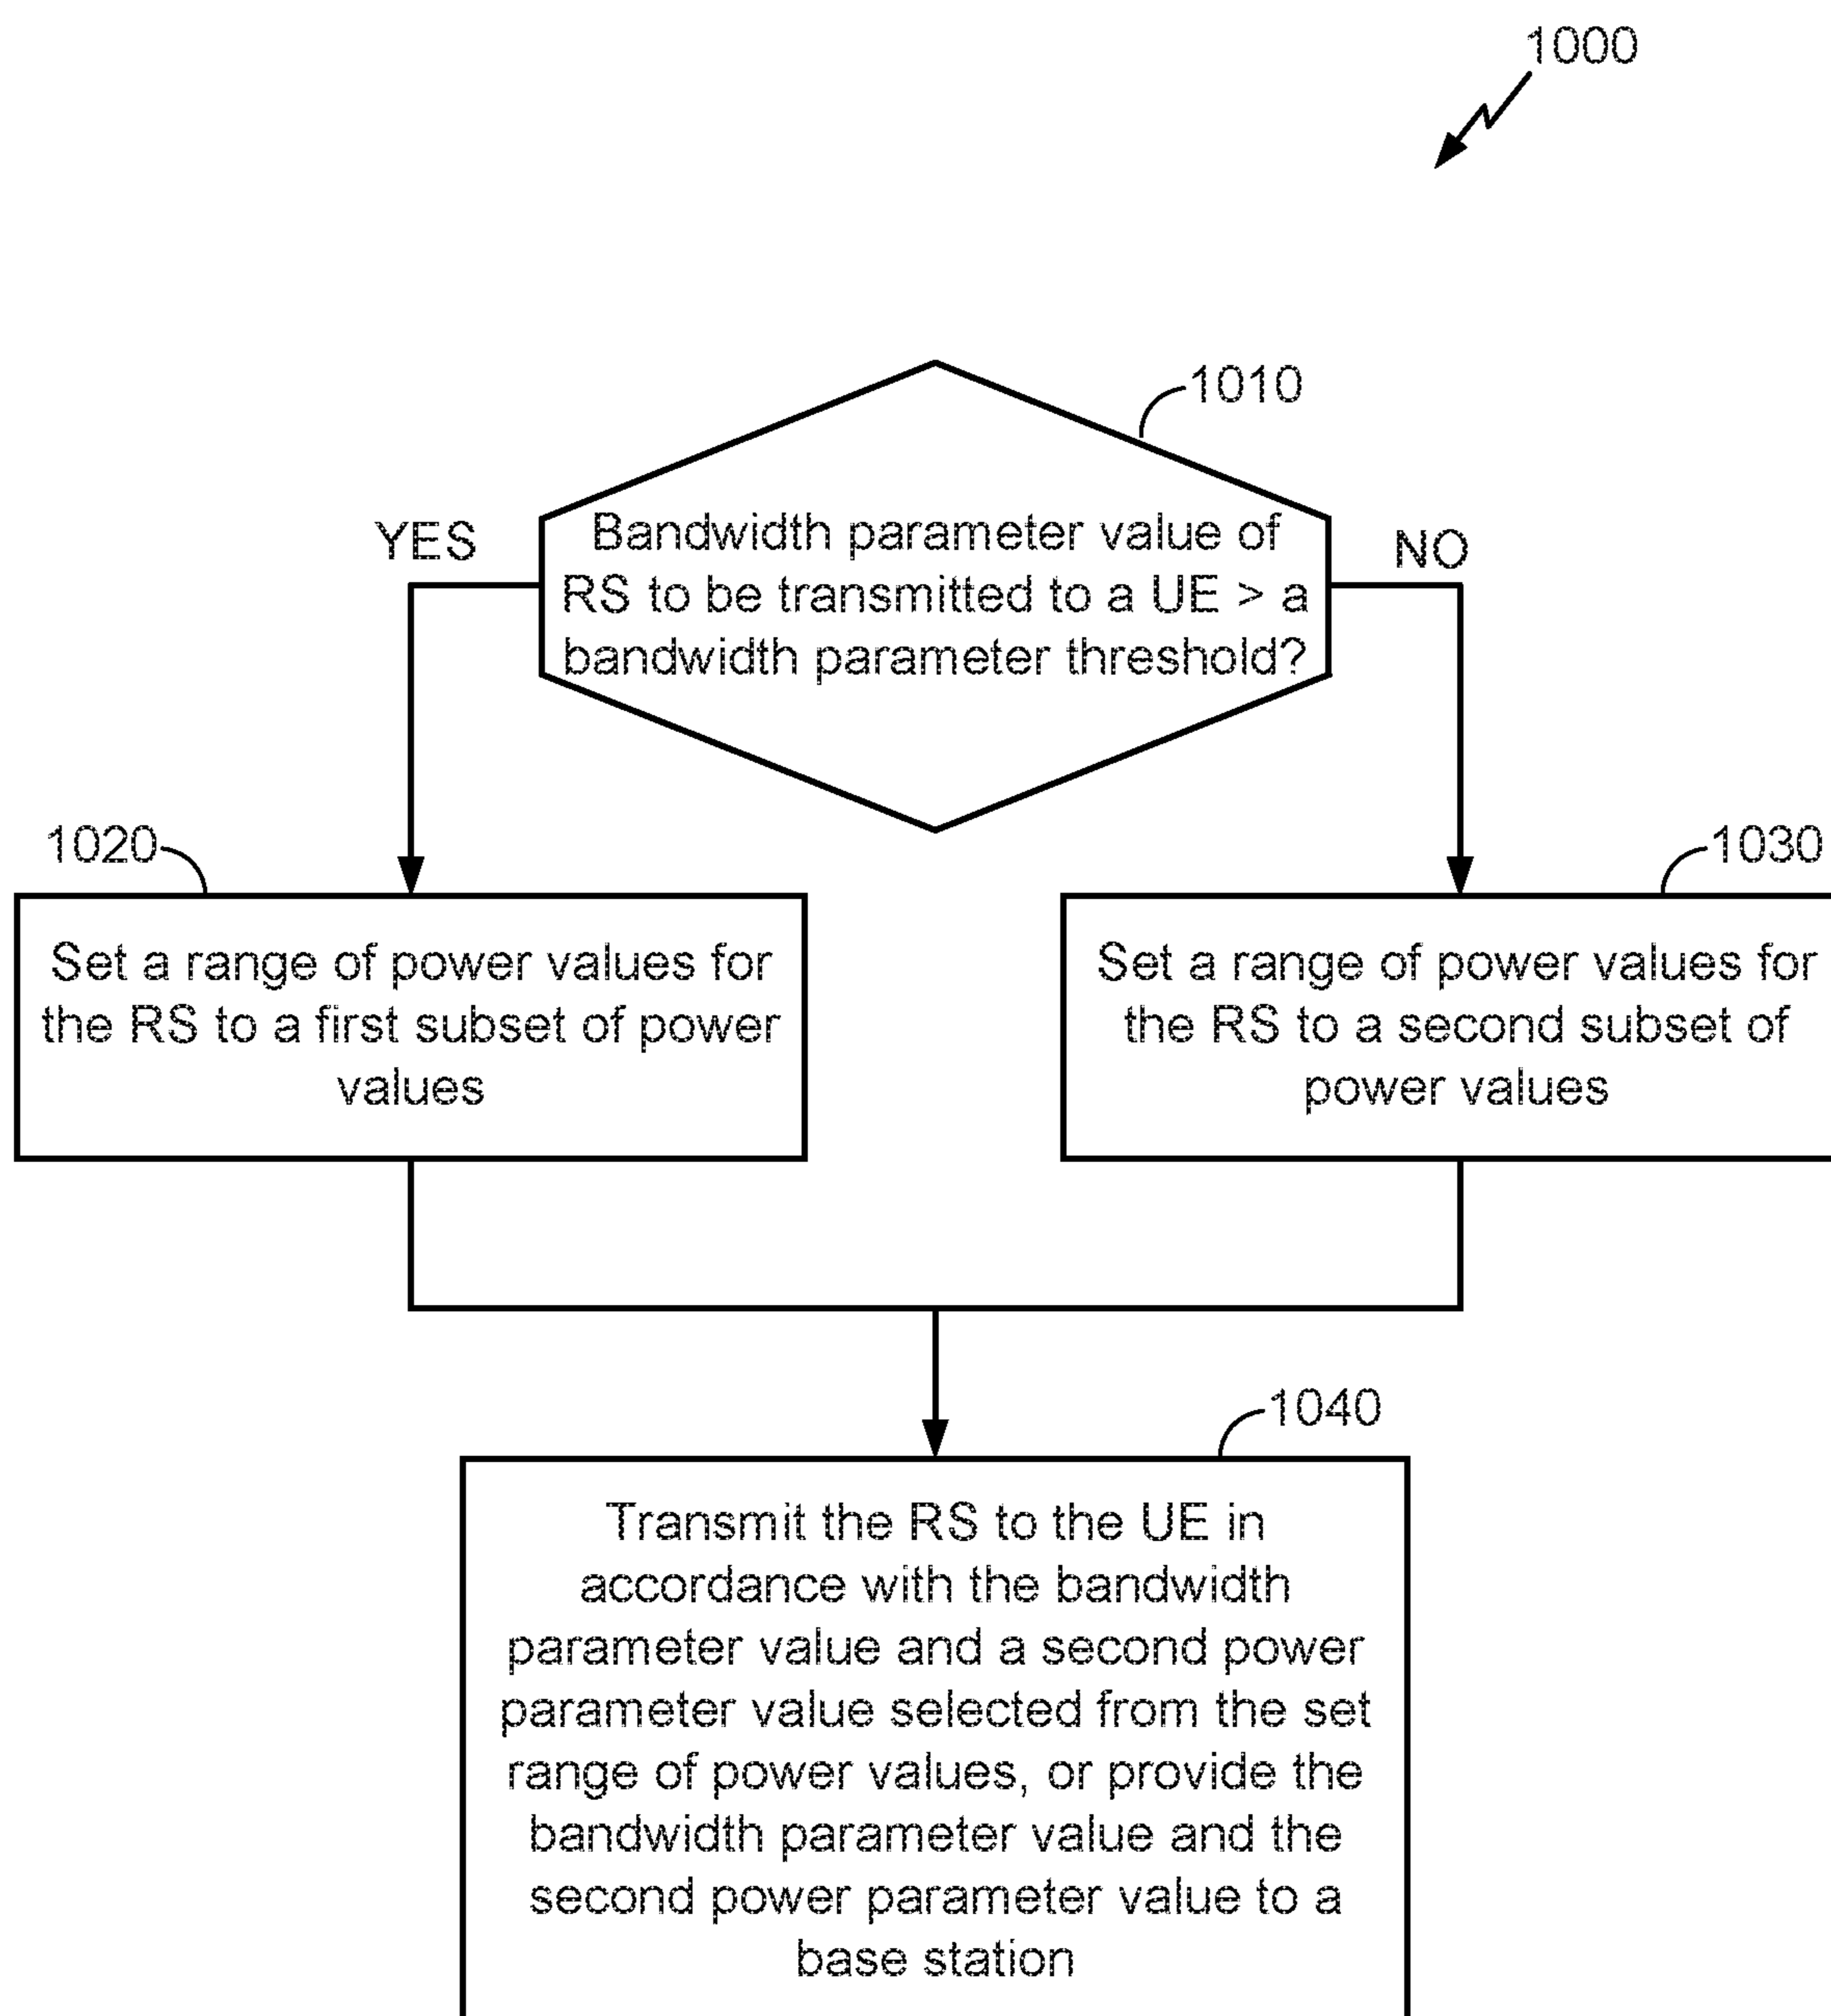 1000
1010
YES
Bandwidth parameter value of
RS to be transmitted to a UE > a
bandwidth parameter threshold?
NO
1020
Set a range of power values for
the RS to a first subset of power
values
1030
Set a range of power values for
the RS to a second subset of
power values
1040
Transmit the RS to the UE in
accordance with the bandwidth
parameter value and a second power
parameter value selected from the set
range of power values, or provide the
bandwidth parameter value and the
second power parameter value to a
base station